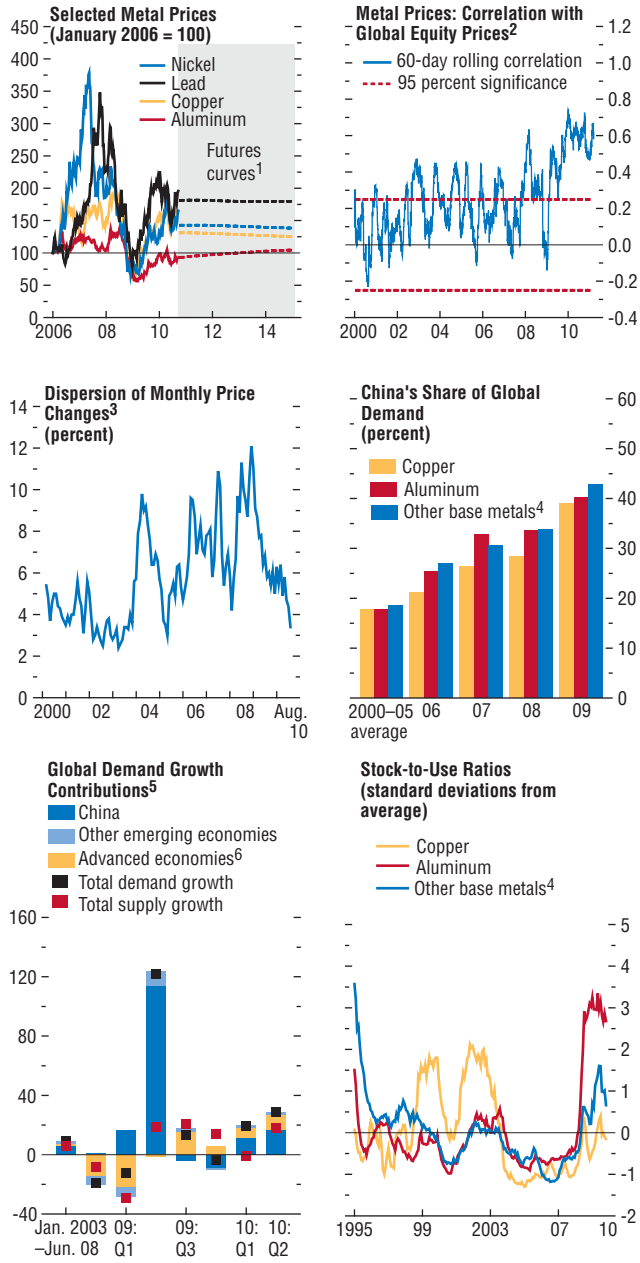 Selected Metal Prices
(January 2006 = 100)
Nickel
Lead
Copper
Aluminum
Futures
curves1
450
400
350
300
250
200
150
100
50
0
2006 08 10 12 14
Metal Prices: Correlation with
Global Equity Prices2
60-day rolling correlation
95 percent significance
1.2
1.0
0.8
0.6
0.4
0.2
0.0
-0.2
-0.4
2000 02 04 06 08 10
Dispersion of Monthly Price
Changes3
(percent)
14
12
10
8
6
4
2
0
2000 02 04 06 08 Aug.
10
China's Share of Global
Demand
(percent)
Copper
Aluminum
Other base metals4
60
50
40
30
20
10
0
2000–05 06 07 08 09
average
Global Demand Growth
Contributions5
China
Other emerging economies
Advanced economies6
Total demand growth
Total supply growth
160
120
80
40
0
-40
Jan. 2003 09: 09: 10: 10:
–Jun. 08 Q1 Q3 Q1 Q2
Stock-to-Use Ratios
(standard deviations from
average)
Copper
Aluminum
Other base metals4
5
4
3
2
1
0
-1
-2
1995 99 2003 07 10